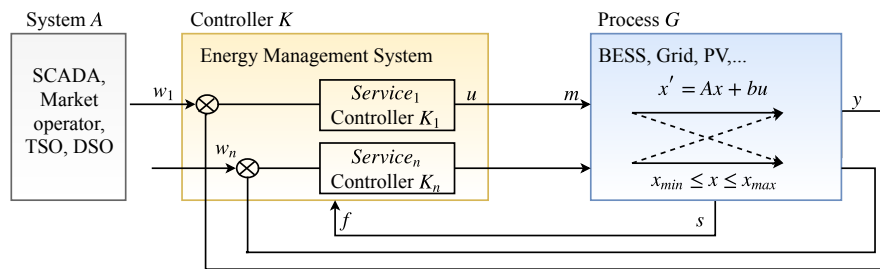 System A
Controller K
Process G
SCADA,
Market
operator,
TSO, DSO
Energy Management System
w₁
Service₁
Controller K₁
u
wₙ
Serviceₙ
Controller Kₙ
f
m
BESS, Grid, PV,...
x′ = Ax + bu
xₘᵢₙ ≤ x ≤ xₘₐₓ
y
s